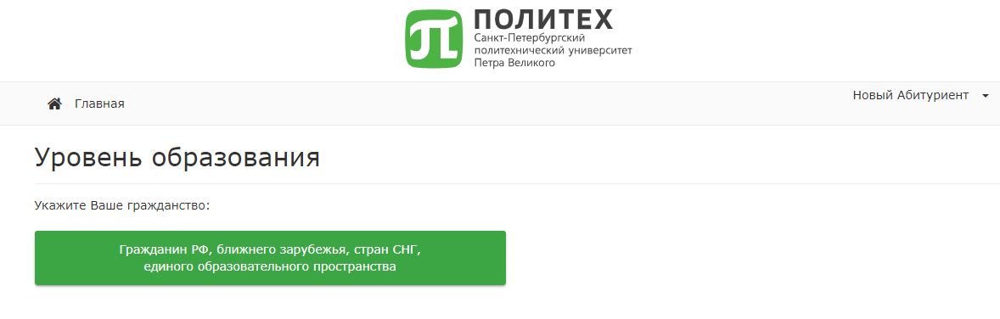 ПОЛИТЕХ
Санкт-Петербургский
политехнический университет
Петра Великого
Главная
Новый Абитуриент
Уровень образования
Укажите Ваше гражданство:
Гражданин РФ, ближнего зарубежья, стран СНГ,
единого образовательного пространства